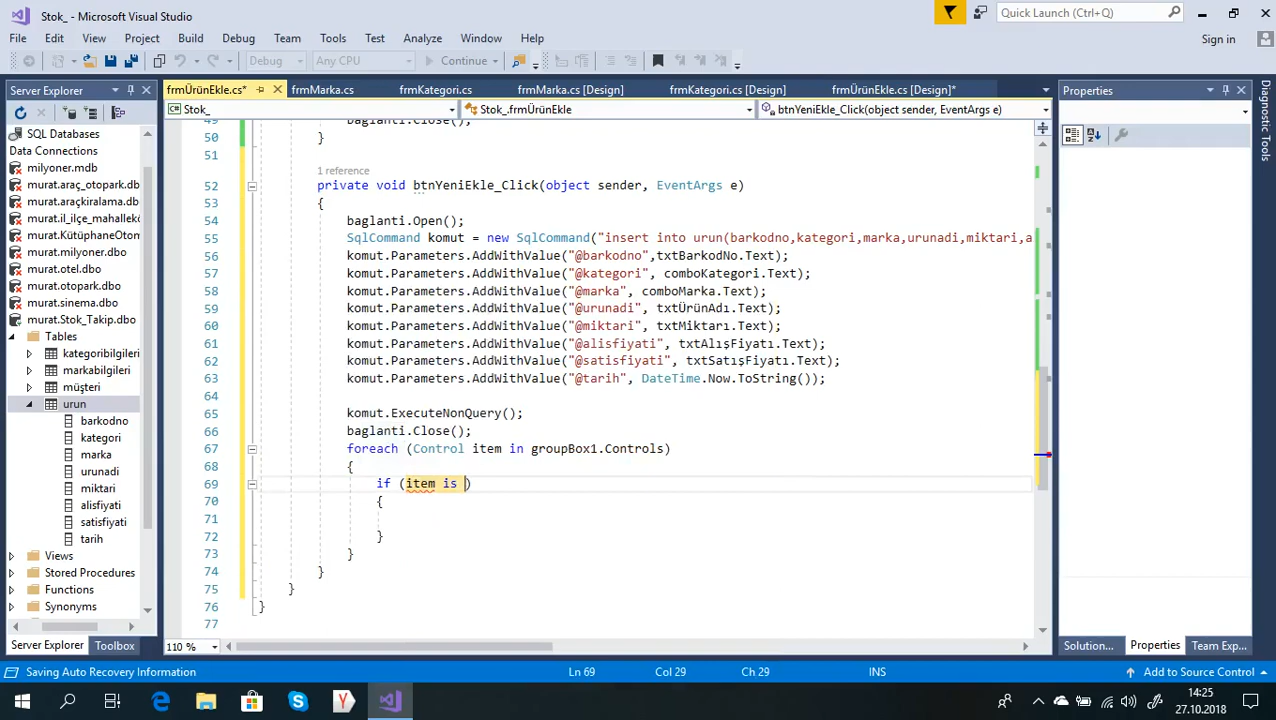 Stok_ - Microsoft Visual Studio
Quick Launch (Ctrl+Q)
File Edit View Project Build Debug Team Tools Test Analyze Window Help
Sign in
Debug Any CPU Continue
Server Explorer
frmÜrünEkle.cs* frmMarka.cs frmKategori.cs frmMarka.cs [Design] frmKategori.cs [Design] frmÜrünEkle.cs [Design]*
Properties
Stok_ Stok_.frmÜrünEkle btnYeniEkle_Click(object sender, EventArgs e)
Diagnostic Tools
SQL Databases
Data Connections
milyoner.mdb
murat.araç_otopark.db
murat.araçkiralama.db
murat.il_ilçe_mahallekö
murat.KütüphaneOtom
murat.milyoner.dbo
murat.otel.dbo
murat.otopark.dbo
murat.sinema.dbo
murat.Stok_Takip.dbo
Tables
kategoribilgileri
markabilgileri
müşteri
urun
barkodno
kategori
marka
urunadi
miktari
alisfiyati
satisfiyati
tarih
Views
Stored Procedures
Functions
Synonyms
49 baglanti.Close();
50 }
51
1 reference
52 private void btnYeniEkle_Click(object sender, EventArgs e)
53 {
54 baglanti.Open();
55 SqlCommand komut = new SqlCommand("insert into urun(barkodno,kategori,marka,urunadi,miktari,a
56 komut.Parameters.AddWithValue("@barkodno",txtBarkodNo.Text);
57 komut.Parameters.AddWithValue("@kategori", comboKategori.Text);
58 komut.Parameters.AddWithValue("@marka", comboMarka.Text);
59 komut.Parameters.AddWithValue("@urunadi", txtÜrünAdı.Text);
60 komut.Parameters.AddWithValue("@miktari", txtMiktarı.Text);
61 komut.Parameters.AddWithValue("@alisfiyati", txtAlışFiyatı.Text);
62 komut.Parameters.AddWithValue("@satisfiyati", txtSatışFiyatı.Text);
63 komut.Parameters.AddWithValue("@tarih", DateTime.Now.ToString());
64
65 komut.ExecuteNonQuery();
66 baglanti.Close();
67 foreach (Control item in groupBox1.Controls)
68 {
69 if (item is )
70 {
71
72 }
73 }
74 }
75 }
76 }
77
Server Explorer Toolbox
110 %
Solution... Properties Team Exp...
Saving Auto Recovery Information Ln 69 Col 29 Ch 29 INS Add to Source Control
14:25
27.10.2018